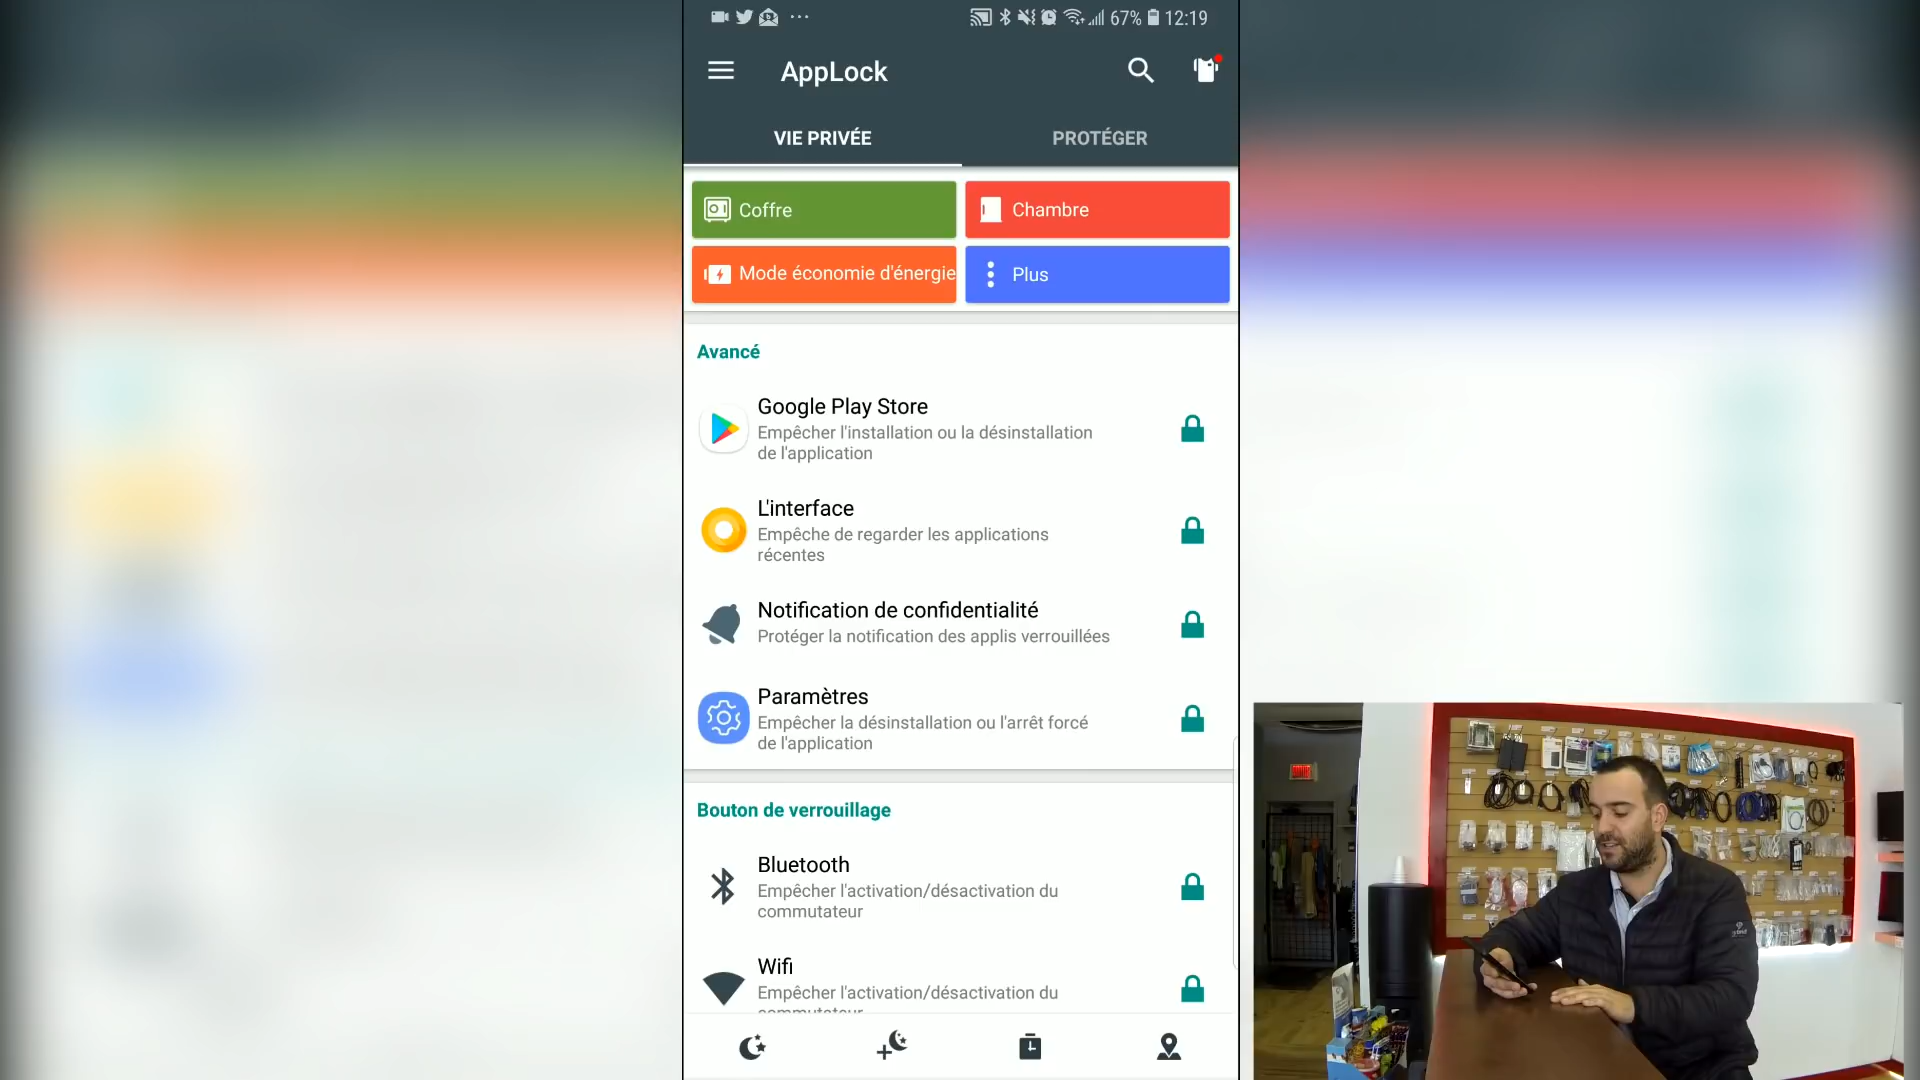 67% 12:19
AppLock
VIE PRIVÉE PROTÉGER
Coffre Chambre
Mode économie d'énergie Plus
Avancé
Google Play Store
Empêcher l'installation ou la désinstallation
de l'application
L'interface
Empêche de regarder les applications
récentes
Notification de confidentialité
Protéger la notification des applis verrouillées
Paramètres
Empêcher la désinstallation ou l'arrêt forcé
de l'application
Bouton de verrouillage
Bluetooth
Empêcher l'activation/désactivation du
commutateur
Wifi
Empêcher l'activation/désactivation du
commutateur